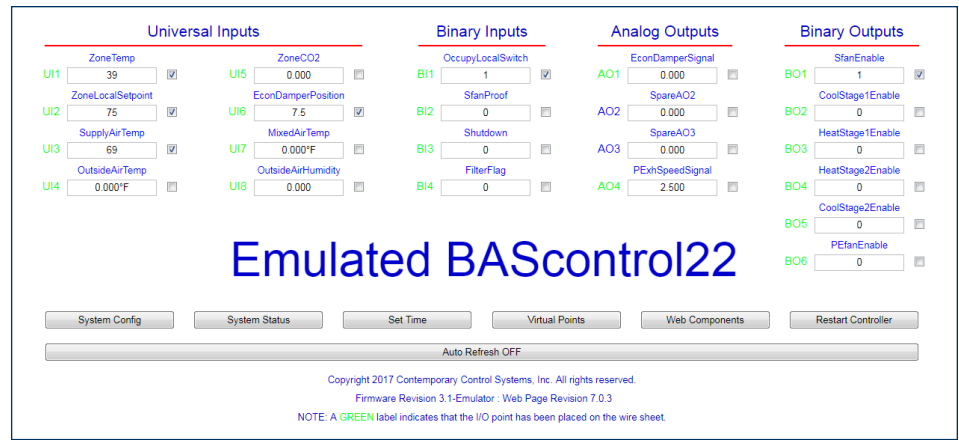 Universal Inputs Binary Inputs Analog Outputs Binary Outputs
ZoneTemp ZoneCO2 OccupyLocalSwitch EconDamperSignal SfanEnable
UI1 39 UI5 0.000 BI1 1 AO1 0.000 BO1 1
ZoneLocalSetpoint EconDamperPosition SfanProof SpareAO2 CoolStage1Enable
UI2 75 UI6 7.5 BI2 0 AO2 0.000 BO2 0
SupplyAirTemp MixedAirTemp Shutdown SpareAO3 HeatStage1Enable
UI3 69 UI7 0.000°F BI3 0 AO3 0.000 BO3 0
OutsideAirTemp OutsideAirHumidity FilterFlag PExhSpeedSignal HeatStage2Enable
UI4 0.000°F UI8 0.000 BI4 0 AO4 2.500 BO4 0
CoolStage2Enable
BO5 0
PEfanEnable
BO6 0
Emulated BAScontrol22
System Config System Status Set Time Virtual Points Web Components Restart Controller
Auto Refresh OFF
Copyright 2017 Contemporary Control Systems, Inc. All rights reserved.
Firmware Revision 3.1-Emulator : Web Page Revision 7.0.3
NOTE: A GREEN label indicates that the I/O point has been placed on the wire sheet.